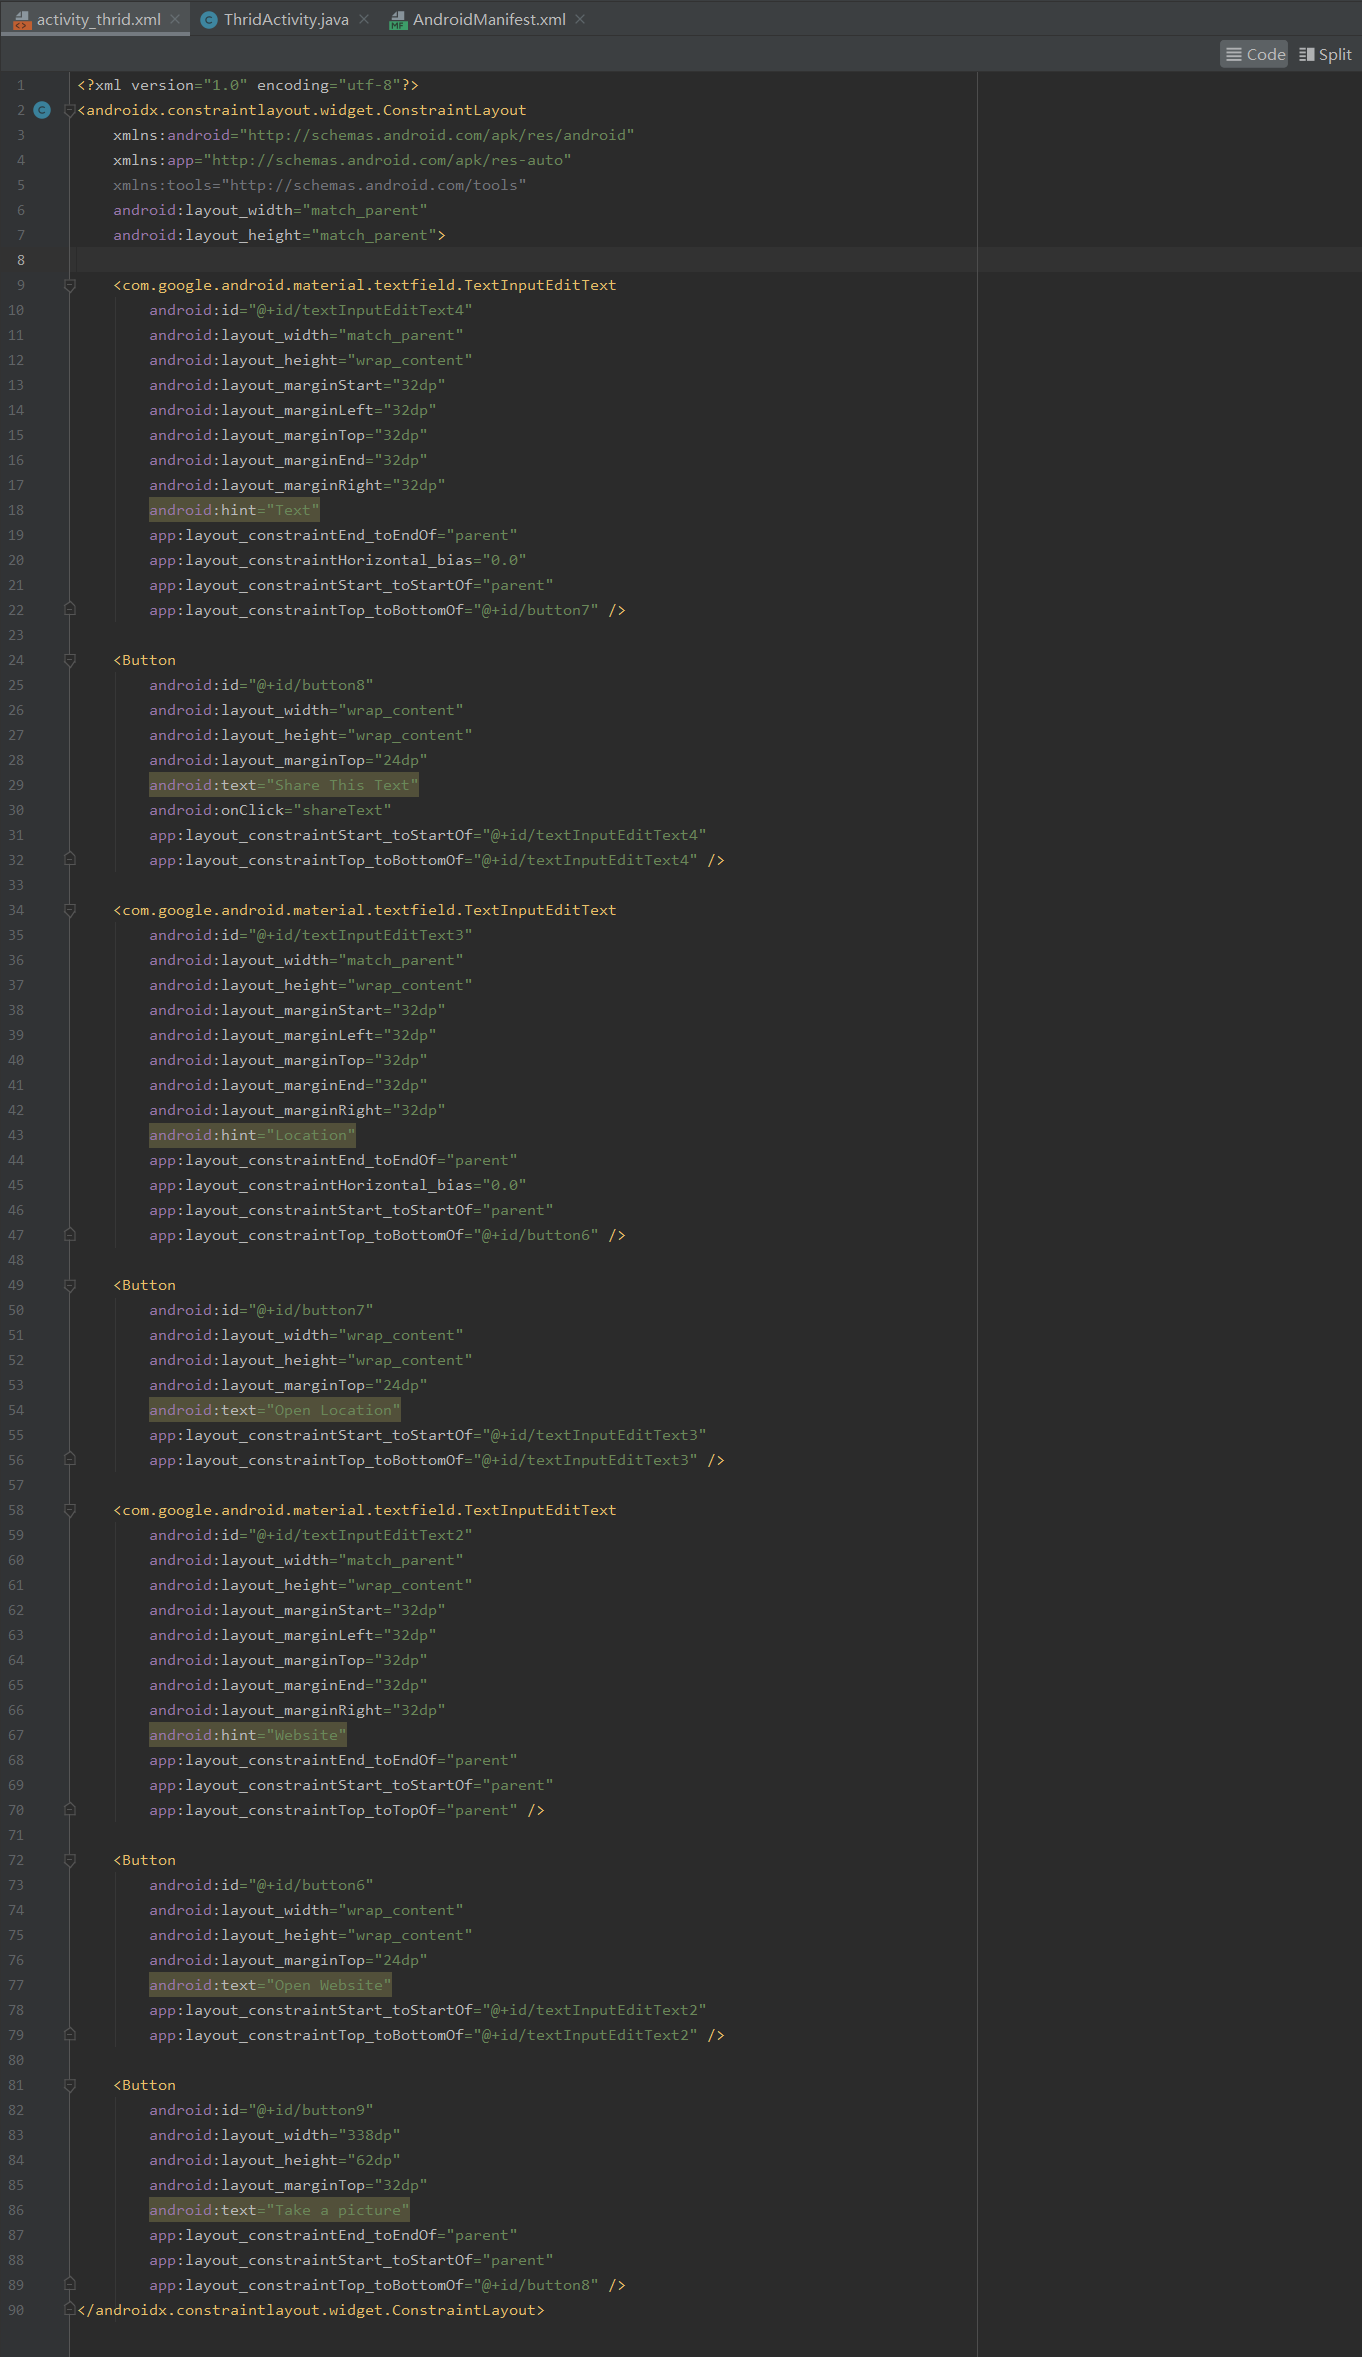 activity_thrid.xml ThridActivity.java AndroidManifest.xml
Code Split
1 <?xml version="1.0" encoding="utf-8"?>
2 <androidx.constraintlayout.widget.ConstraintLayout
3 xmlns:android="http://schemas.android.com/apk/res/android"
4 xmlns:app="http://schemas.android.com/apk/res-auto"
5 xmlns:tools="http://schemas.android.com/tools"
6 android:layout_width="match_parent"
7 android:layout_height="match_parent">
8
9 <com.google.android.material.textfield.TextInputEditText
10 android:id="@+id/textInputEditText4"
11 android:layout_width="match_parent"
12 android:layout_height="wrap_content"
13 android:layout_marginStart="32dp"
14 android:layout_marginLeft="32dp"
15 android:layout_marginTop="32dp"
16 android:layout_marginEnd="32dp"
17 android:layout_marginRight="32dp"
18 android:hint="Text"
19 app:layout_constraintEnd_toEndOf="parent"
20 app:layout_constraintHorizontal_bias="0.0"
21 app:layout_constraintStart_toStartOf="parent"
22 app:layout_constraintTop_toBottomOf="@+id/button7" />
23
24 <Button
25 android:id="@+id/button8"
26 android:layout_width="wrap_content"
27 android:layout_height="wrap_content"
28 android:layout_marginTop="24dp"
29 android:text="Share This Text"
30 android:onClick="shareText"
31 app:layout_constraintStart_toStartOf="@+id/textInputEditText4"
32 app:layout_constraintTop_toBottomOf="@+id/textInputEditText4" />
33
34 <com.google.android.material.textfield.TextInputEditText
35 android:id="@+id/textInputEditText3"
36 android:layout_width="match_parent"
37 android:layout_height="wrap_content"
38 android:layout_marginStart="32dp"
39 android:layout_marginLeft="32dp"
40 android:layout_marginTop="32dp"
41 android:layout_marginEnd="32dp"
42 android:layout_marginRight="32dp"
43 android:hint="Location"
44 app:layout_constraintEnd_toEndOf="parent"
45 app:layout_constraintHorizontal_bias="0.0"
46 app:layout_constraintStart_toStartOf="parent"
47 app:layout_constraintTop_toBottomOf="@+id/button6" />
48
49 <Button
50 android:id="@+id/button7"
51 android:layout_width="wrap_content"
52 android:layout_height="wrap_content"
53 android:layout_marginTop="24dp"
54 android:text="Open Location"
55 app:layout_constraintStart_toStartOf="@+id/textInputEditText3"
56 app:layout_constraintTop_toBottomOf="@+id/textInputEditText3" />
57
58 <com.google.android.material.textfield.TextInputEditText
59 android:id="@+id/textInputEditText2"
60 android:layout_width="match_parent"
61 android:layout_height="wrap_content"
62 android:layout_marginStart="32dp"
63 android:layout_marginLeft="32dp"
64 android:layout_marginTop="32dp"
65 android:layout_marginEnd="32dp"
66 android:layout_marginRight="32dp"
67 android:hint="Website"
68 app:layout_constraintEnd_toEndOf="parent"
69 app:layout_constraintStart_toStartOf="parent"
70 app:layout_constraintTop_toTopOf="parent" />
71
72 <Button
73 android:id="@+id/button6"
74 android:layout_width="wrap_content"
75 android:layout_height="wrap_content"
76 android:layout_marginTop="24dp"
77 android:text="Open Website"
78 app:layout_constraintStart_toStartOf="@+id/textInputEditText2"
79 app:layout_constraintTop_toBottomOf="@+id/textInputEditText2" />
80
81 <Button
82 android:id="@+id/button9"
83 android:layout_width="338dp"
84 android:layout_height="62dp"
85 android:layout_marginTop="32dp"
86 android:text="Take a picture"
87 app:layout_constraintEnd_toEndOf="parent"
88 app:layout_constraintStart_toStartOf="parent"
89 app:layout_constraintTop_toBottomOf="@+id/button8" />
90 </androidx.constraintlayout.widget.ConstraintLayout>